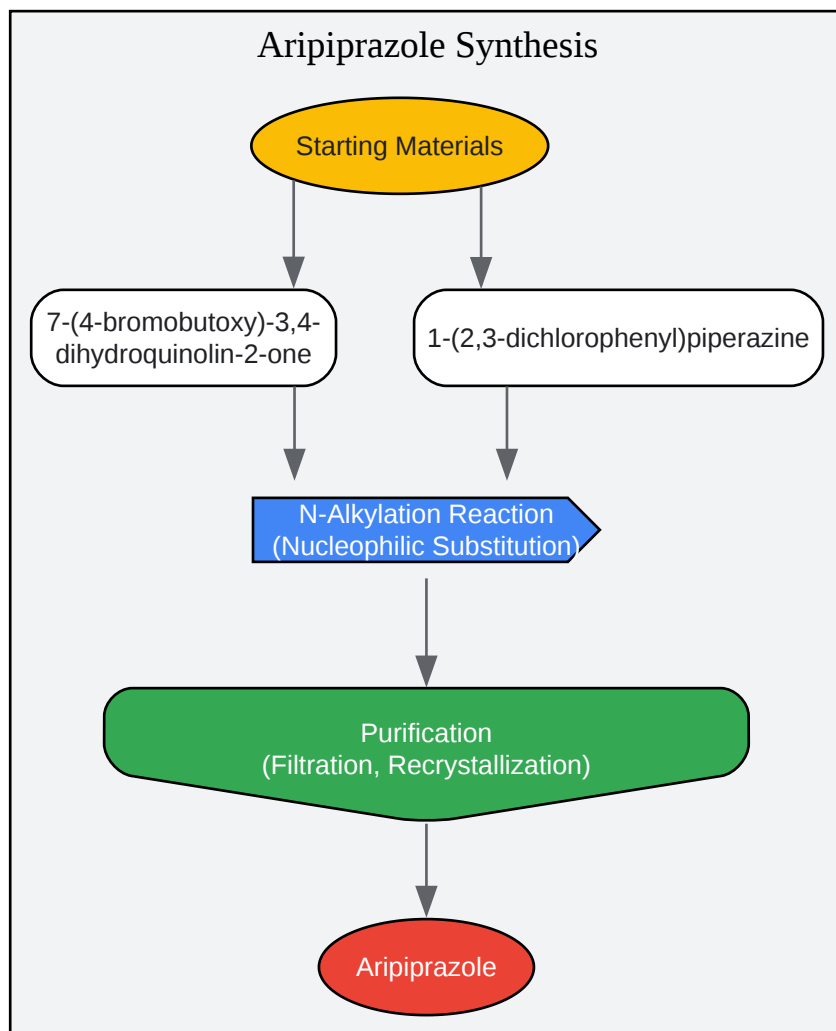 Aripiprazole Synthesis
Starting Materials
7-(4-bromobutoxy)-3,4-
dihydroquinolin-2-one
1-(2,3-dichlorophenyl)piperazine
N-Alkylation Reaction
(Nucleophilic Substitution)
Purification
(Filtration, Recrystallization)
Aripiprazole